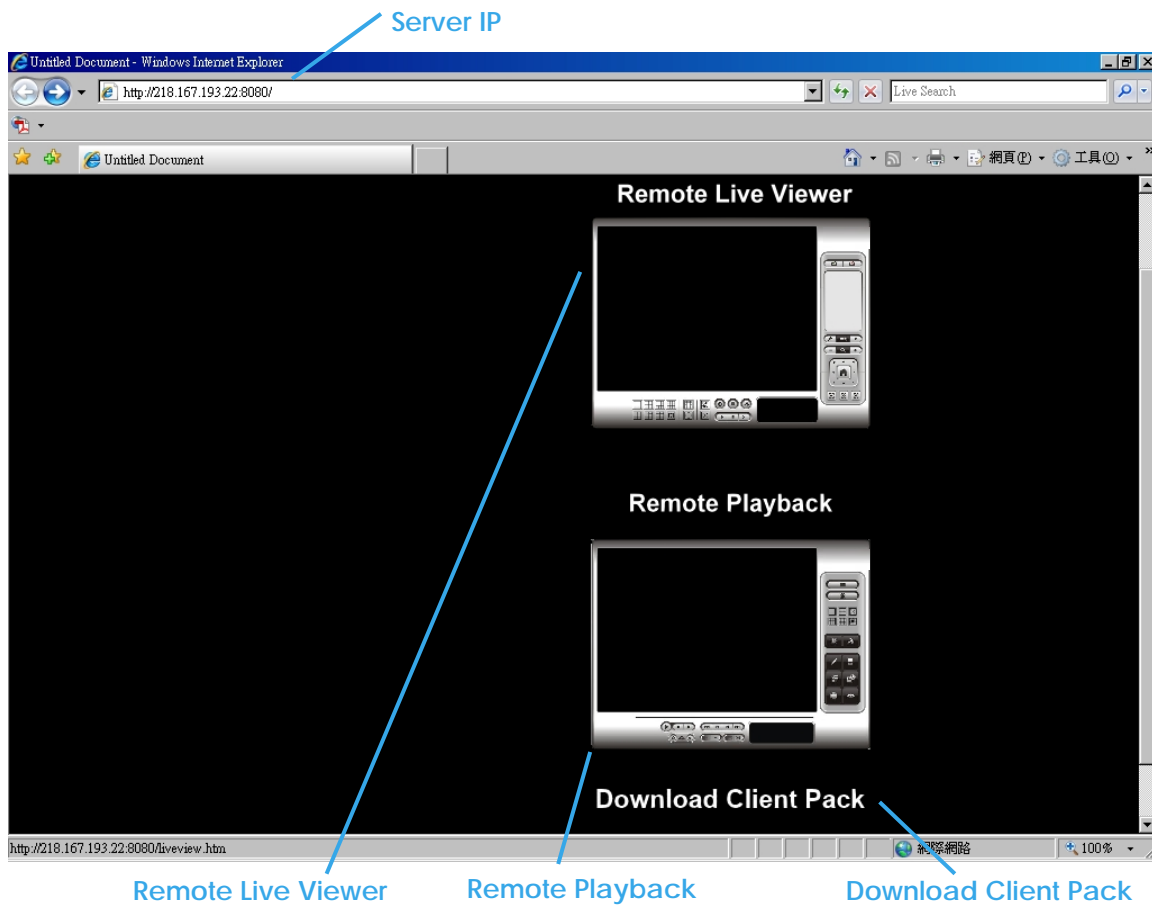 Server IP
Untitled Document - Windows Internet Explorer
http://218.167.193.22:8080/
Live Search
Untitled Document
網頁(P)
工具(O)
Remote Live Viewer
Remote Playback
Download Client Pack
http://218.167.193.22:8080/liveview.htm
網際網路
100%
Remote Live Viewer
Remote Playback
Download Client Pack